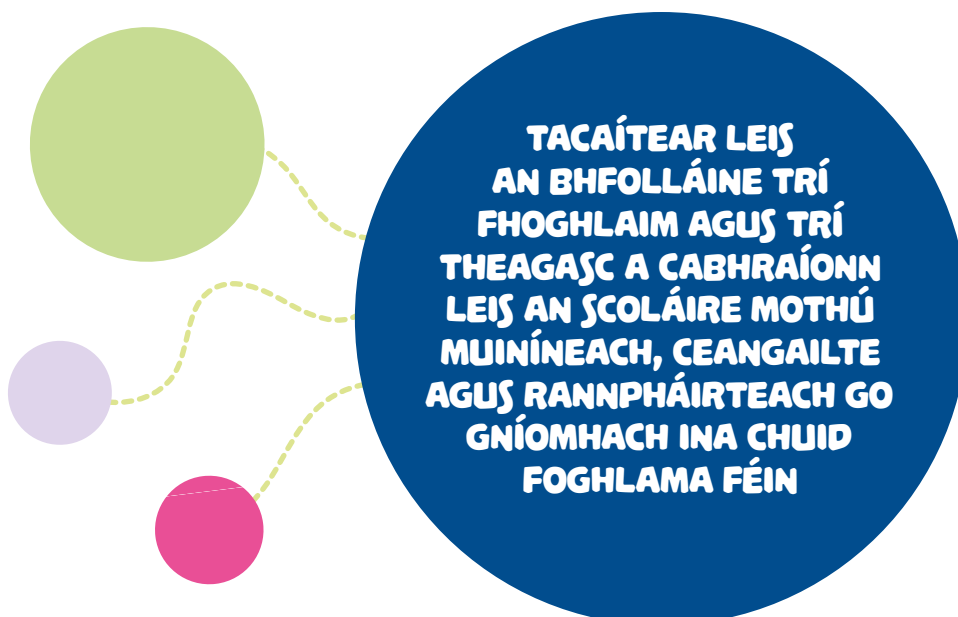 TACAÍTEAR LEIS
AN BHFOLLÁINE TRÍ
FHOGHLAIM AGUS TRÍ
THEAGASC A CABHRAÍONN
LEIS AN SCOLÁIRE MOTHÚ
MUINÍNEACH, CEANGAILTE
AGUS RANNPHÁIRTEACH GO
GNÍOMHACH INA CHUID
FOGHLAMA FÉIN